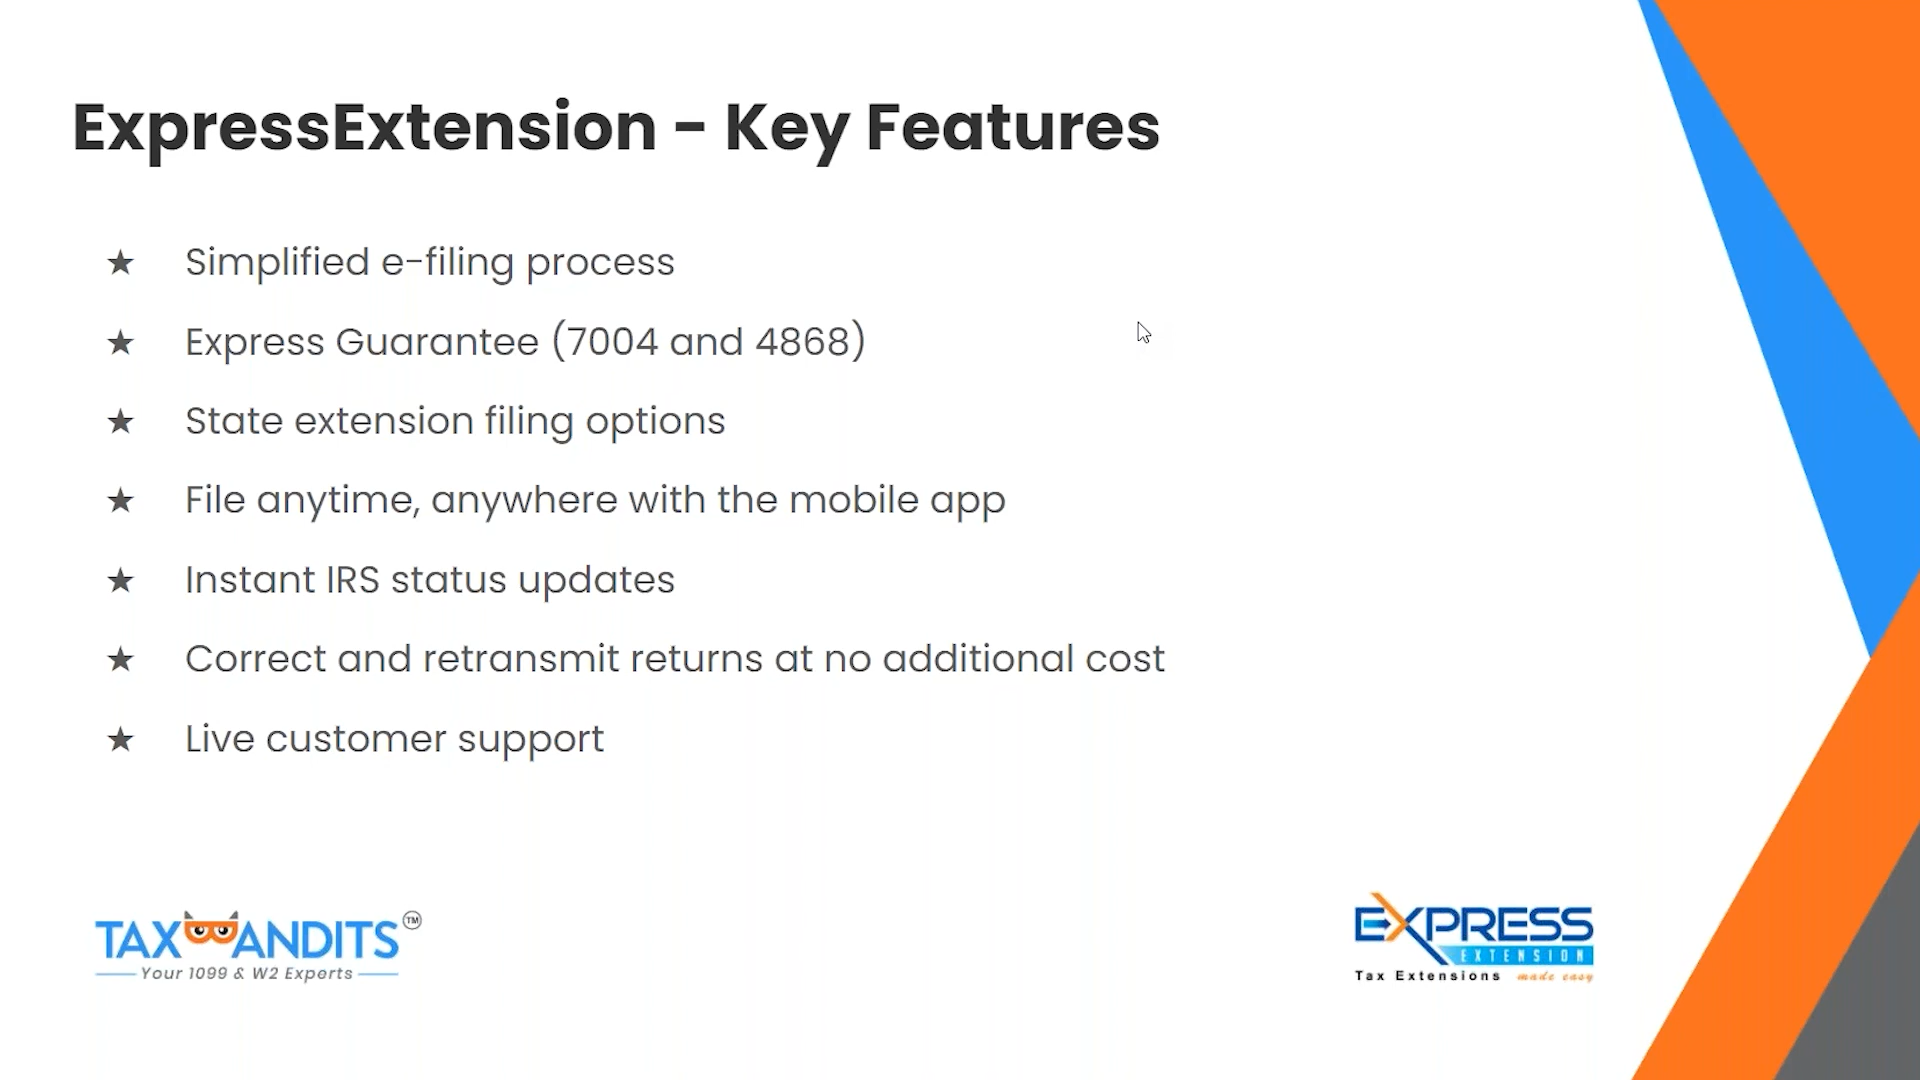 ExpressExtension - Key Features
★ Simplified e-filing process
★ Express Guarantee (7004 and 4868)
★ State extension filing options
★ File anytime, anywhere with the mobile app
★ Instant IRS status updates
★ Correct and retransmit returns at no additional cost
★ Live customer support
TAXBANDITS TM
Your 1099 & W2 Experts
EXPRESS
EXTENSION
Tax Extensions made easy